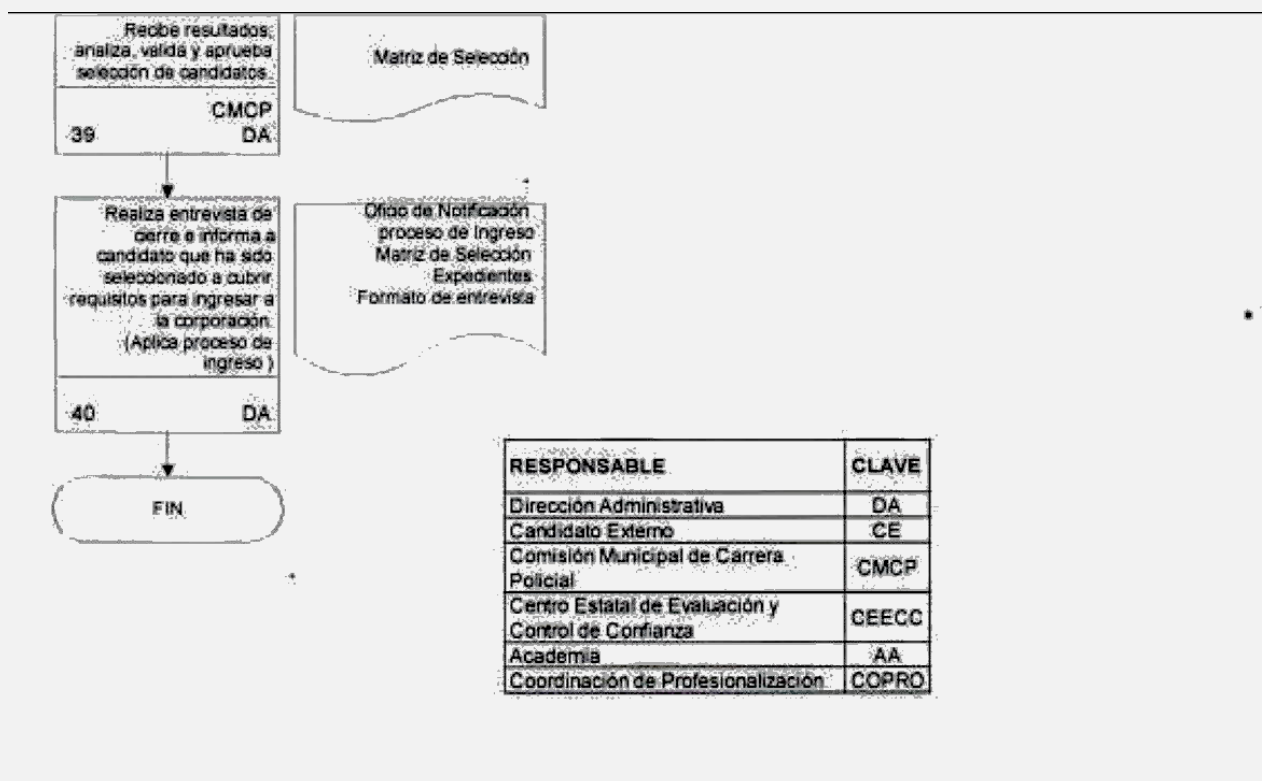 Recibe resultados,
analiza, valida y aprueba
selección de candidatos.
CMCP
39 DA
Matriz de Selección
Realiza entrevista de
cierre e informa a
candidato que ha sido
seleccionado a cubrir
requisitos para ingresar a
la corporación.
(Aplica proceso de
ingreso )
40 DA
Oficio de Notificación
proceso de Ingreso
Matriz de Selección
Expedientes
Formato de entrevista
FIN
RESPONSABLE CLAVE
Dirección Administrativa DA
Candidato Externo CE
Comisión Municipal de Carrera
Policial CMCP
Centro Estatal de Evaluación y
Control de Confianza CEECC
Academia AA
Coordinación de Profesionalización COPRO